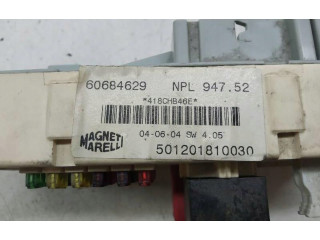 60684629 NPL 947.52
*418CHB46E*
04-06-04 SW 4.05
MAGNETI
MARELLI
501201810030